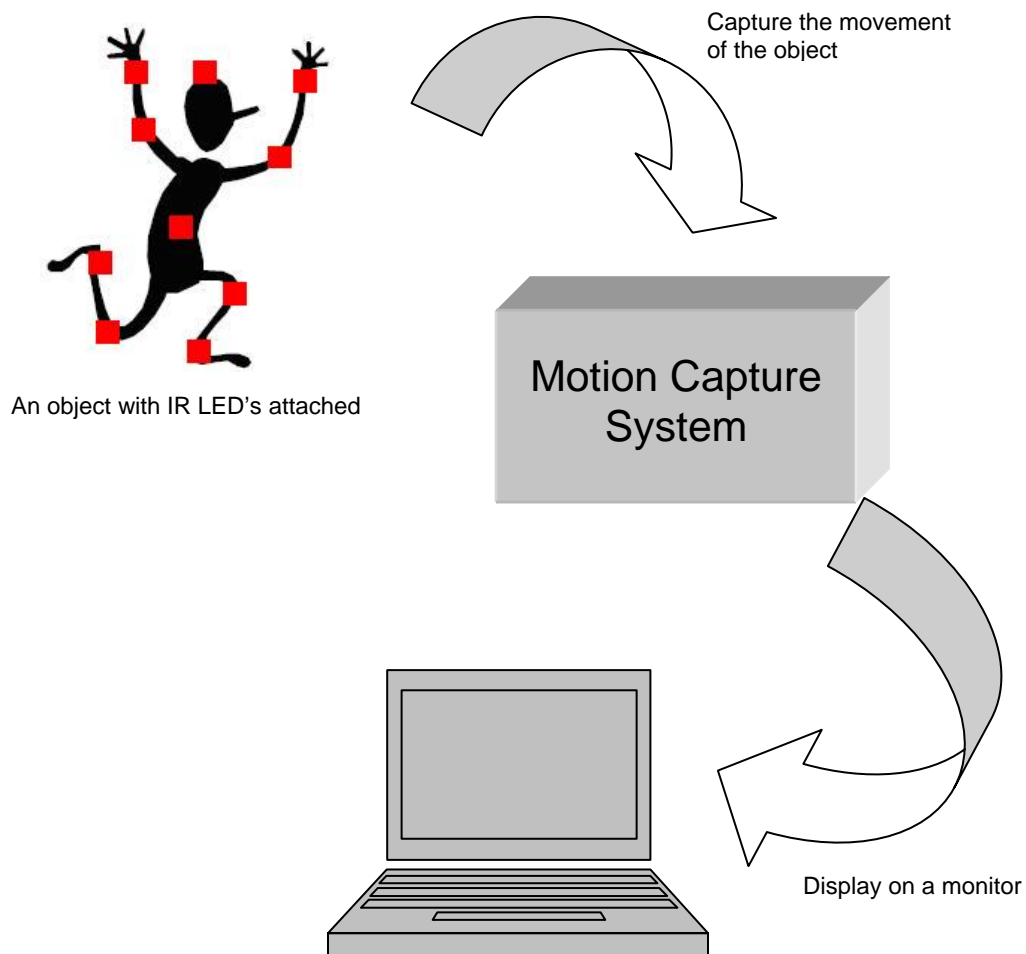 Capture the movement
of the object
An object with IR LED’s attached
Motion Capture
System
Display on a monitor